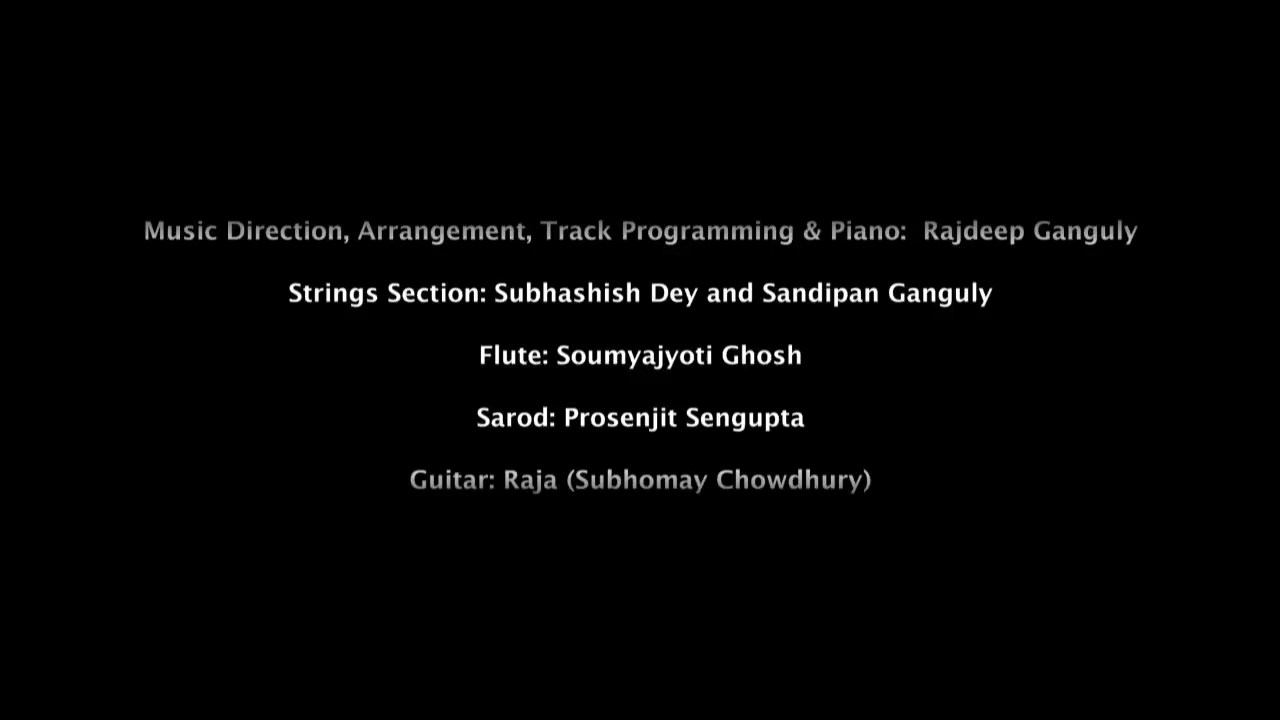 Music Direction, Arrangement, Track Programming & Piano:  Rajdeep Ganguly
Strings Section: Subhashish Dey and Sandipan Ganguly
Flute: Soumyajyoti Ghosh
Sarod: Prosenjit Sengupta
Guitar: Raja (Subhomay Chowdhury)